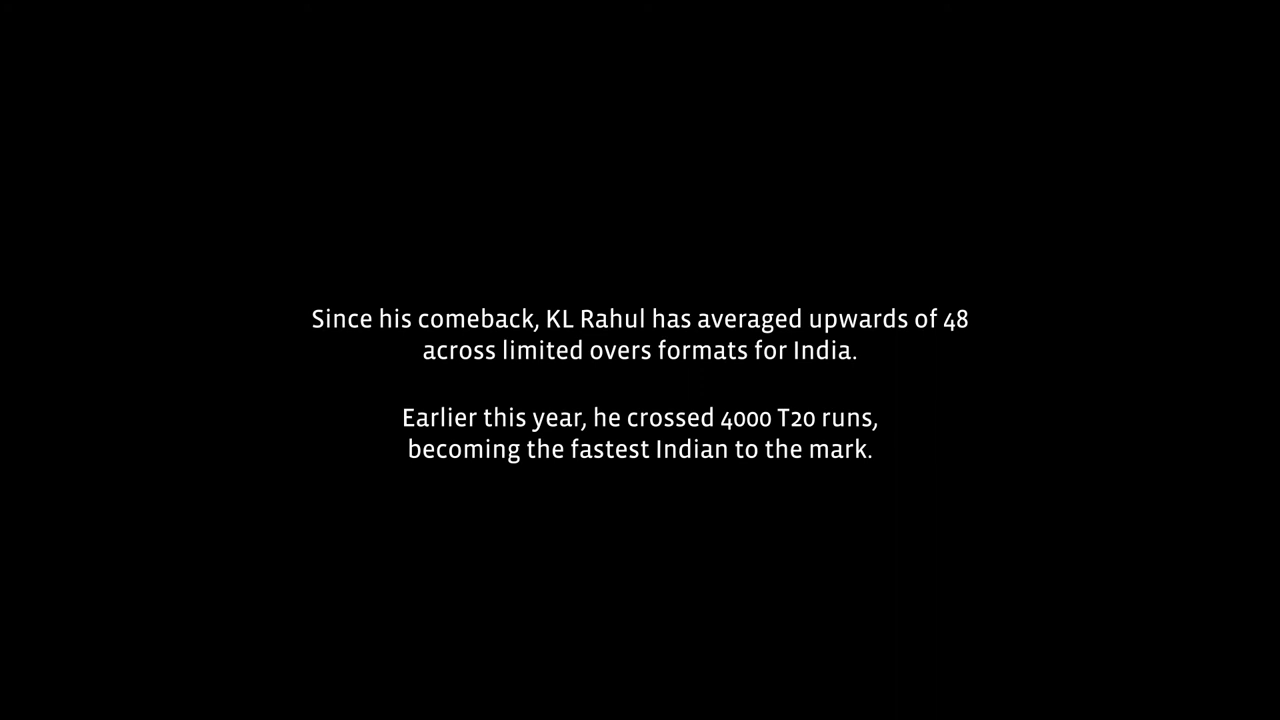 Since his comeback, KL Rahul has averaged upwards of 48
across limited overs formats for India.
Earlier this year, he crossed 4000 T20 runs,
becoming the fastest Indian to the mark.